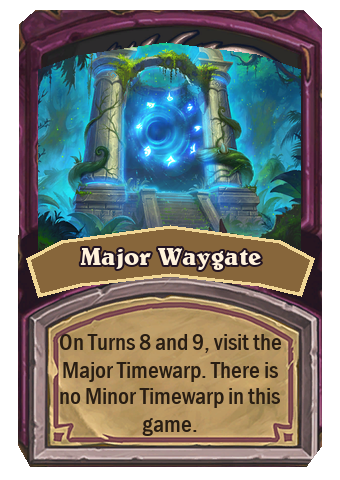 Major Waygate
On Turns 8 and 9, visit the
Major Timewarp. There is
no Minor Timewarp in this
game.